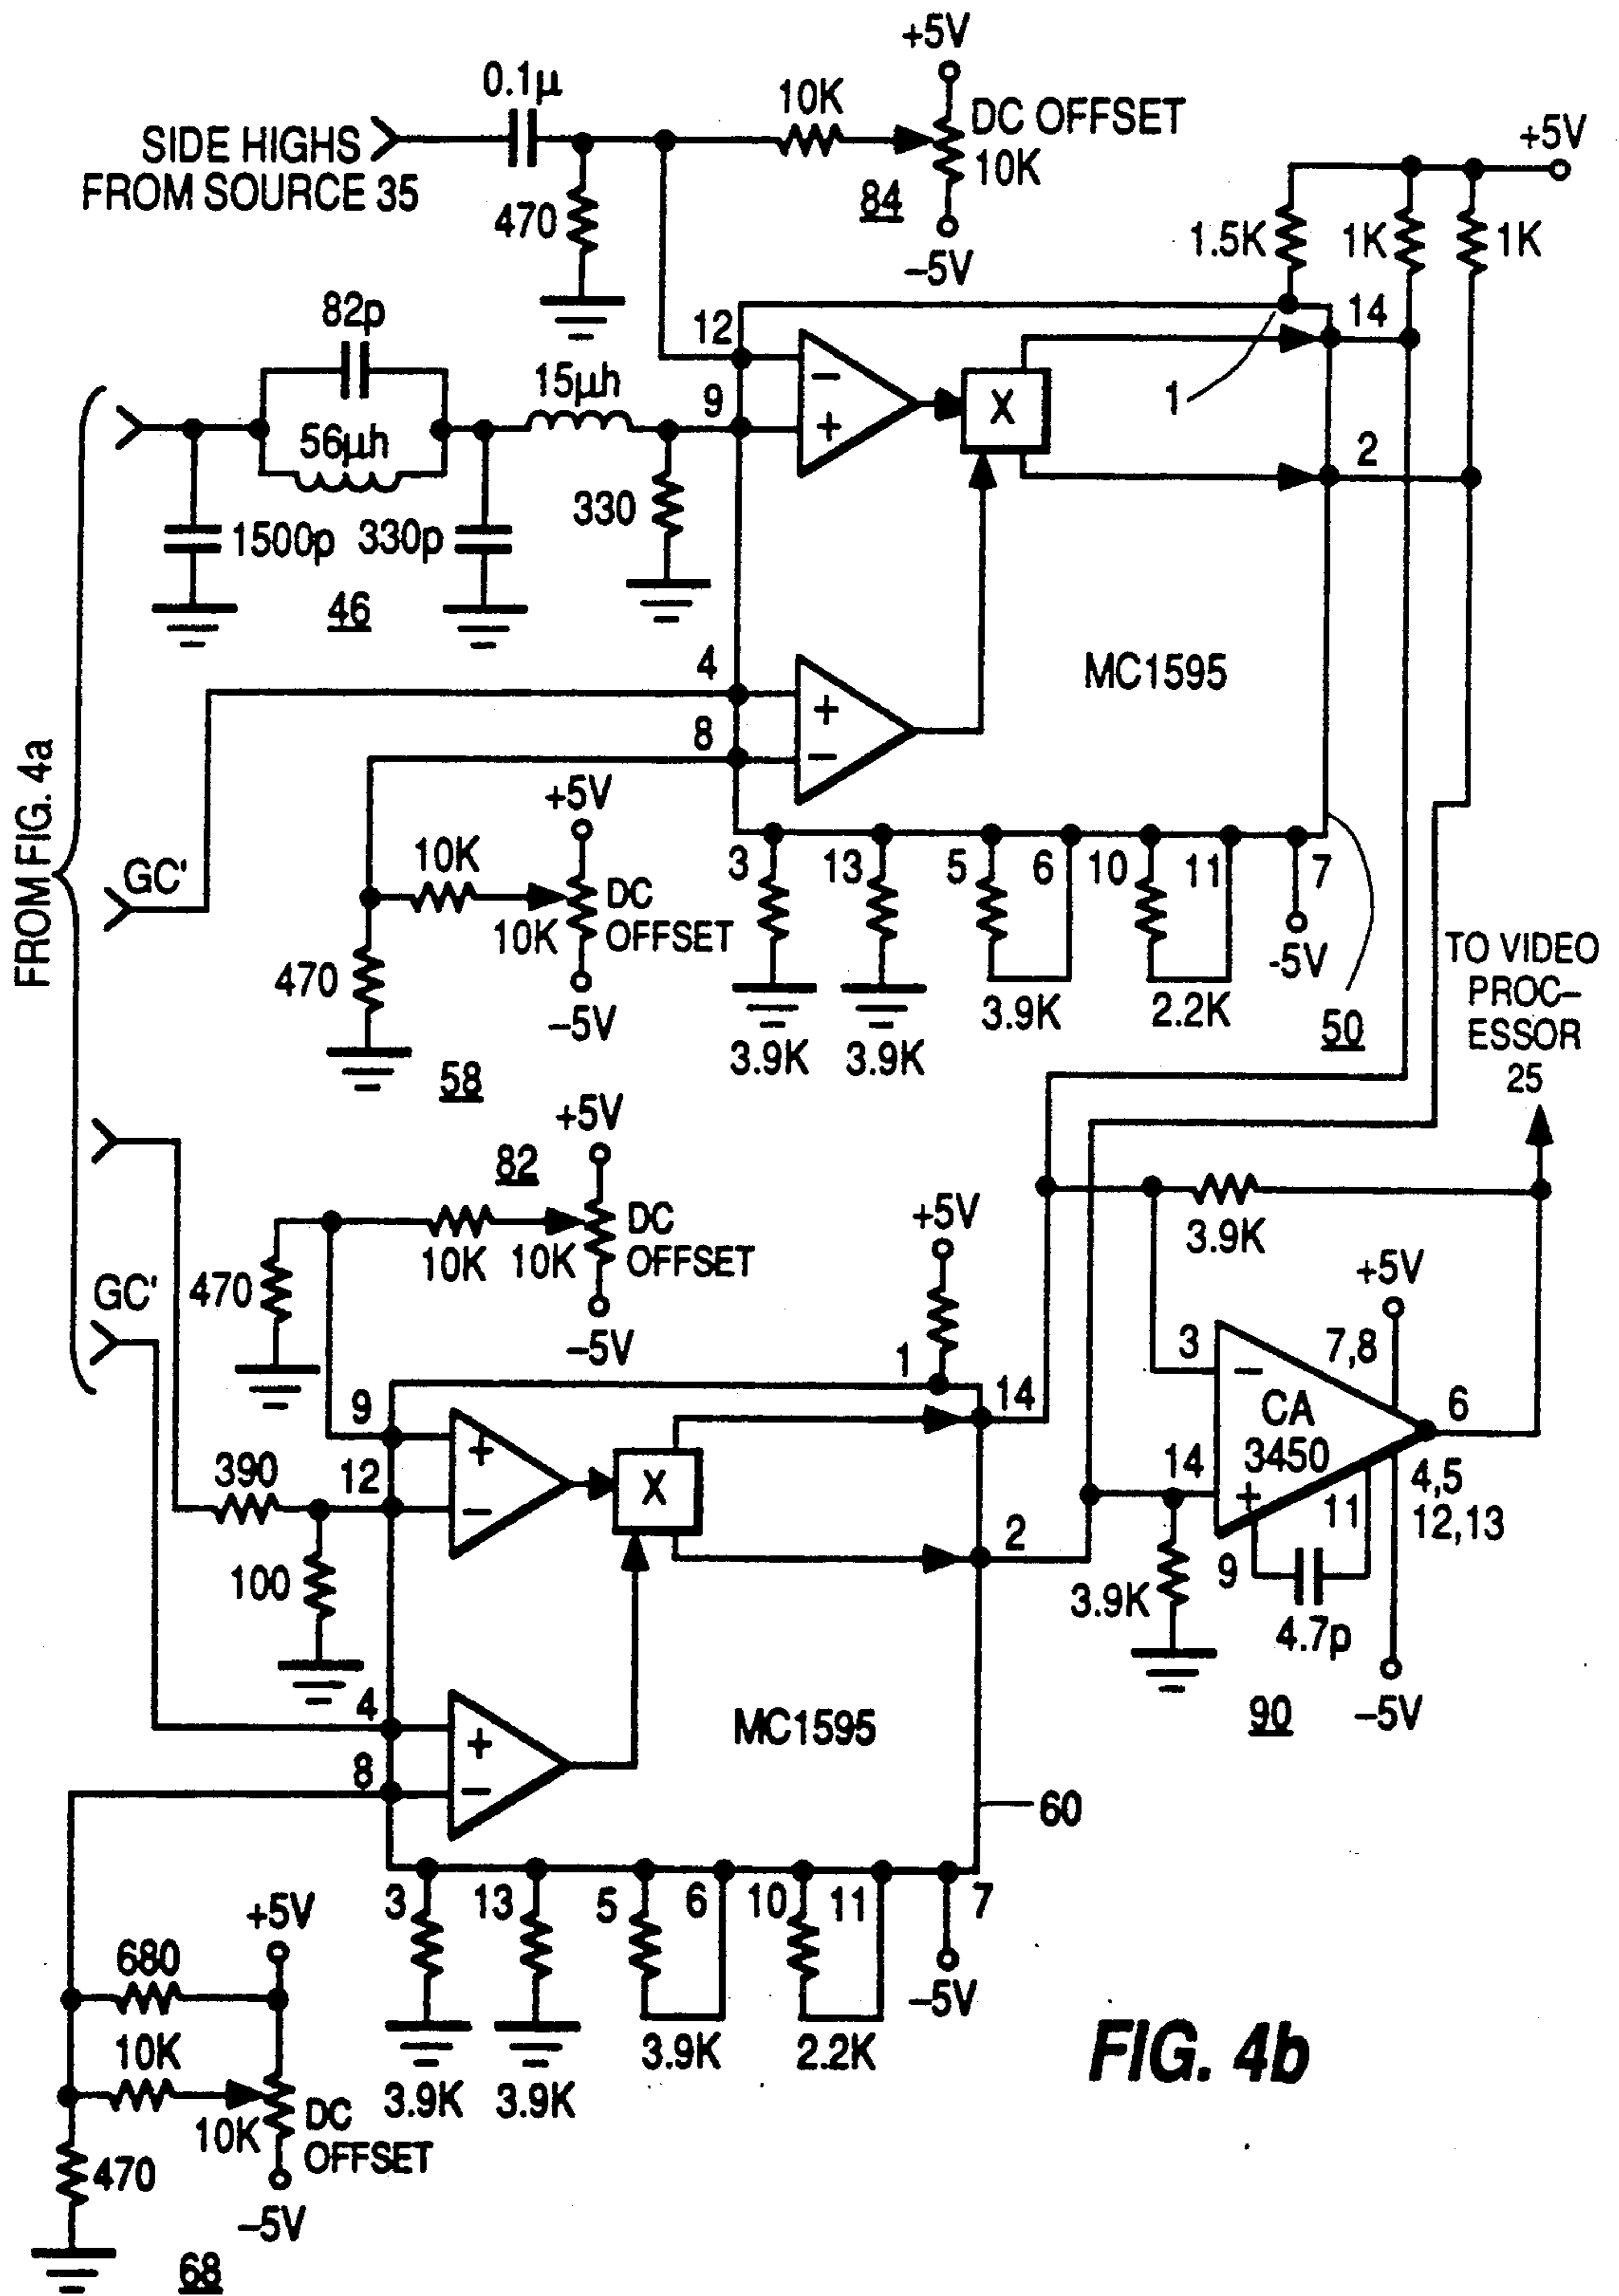 +5V
0.1µ
10K
DC OFFSET
10K
SIDE HIGHS
FROM SOURCE 35
470
84
–5V
+5V
1.5K
1K
1K
82p
56µh
15µh
12
9
–
+
X
14
1
2
1500p
330p
330
46
4
8
+
–
MC1595
FROM FIG. 4a
GC'
+5V
10K
10K
DC
OFFSET
470
–5V
58
3
13
5
6
10
11
7
-5V
3.9K
2.2K
3.9K
3.9K
50
TO VIDEO
PROC–
ESSOR
25
82
+5V
10K
10K
DC
OFFSET
470
–5V
GC'
+5V
3.9K
+5V
7,8
3
–
CA
3450
6
14
+
11
4,5
12,13
9
4.7p
3.9K
90
–5V
1
14
9
12
+
–
X
390
100
2
4
8
+
–
MC1595
60
3
13
5
6
10
11
7
–5V
3.9K
2.2K
3.9K
3.9K
+5V
680
10K
10K
DC
OFFSET
470
–5V
68
FIG. 4b